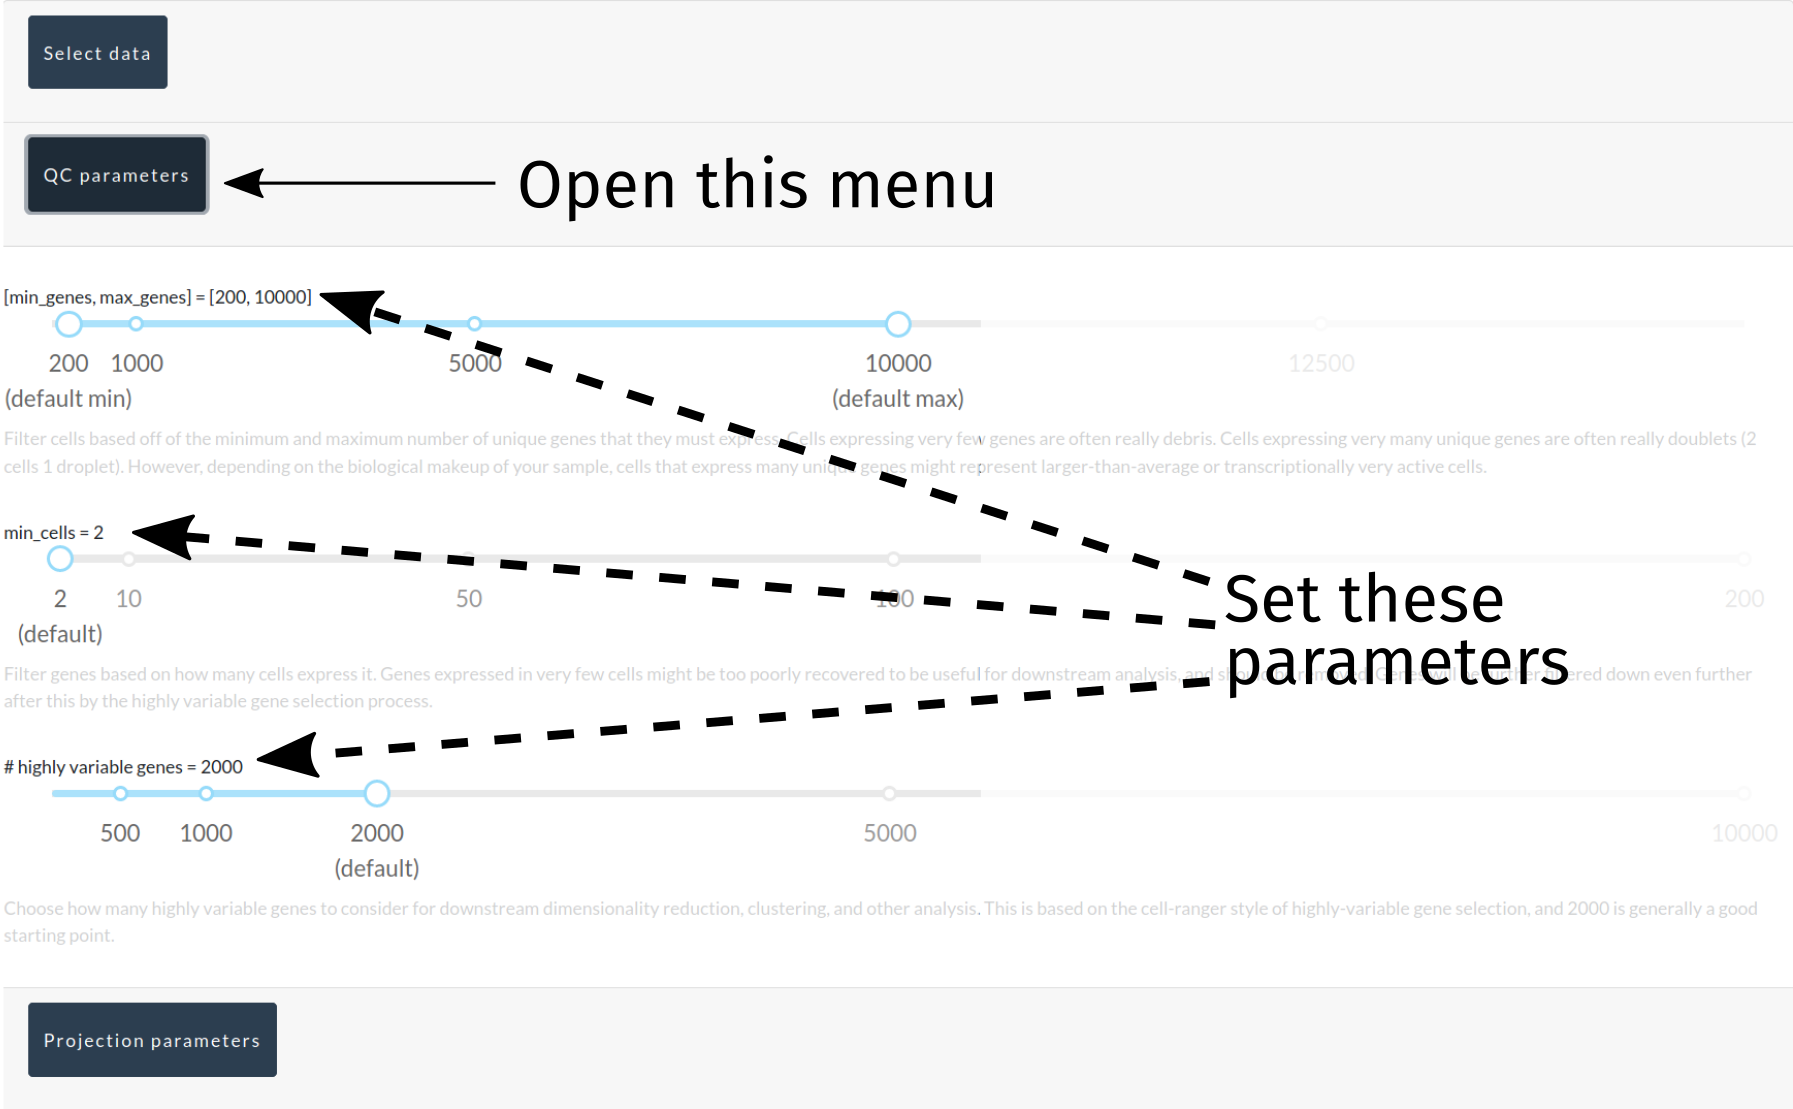 Select data
QC parameters
Open this menu
[min_genes, max_genes] = [200, 10000]
200 1000 5000 10000 12500
(default min) (default max)
Filter cells based off of the minimum and maximum number of unique genes that they must express. Cells expressing very few genes are often really debris. Cells expressing very many unique genes are often really doublets (2
cells 1 droplet). However, depending on the biological makeup of your sample, cells that express many unique genes might represent larger-than-average or transcriptionally very active cells.
min_cells = 2
2 10 50 100 200
(default)
Set these
parameters
Filter genes based on how many cells express it. Genes expressed in very few cells might be too poorly recovered to be useful for downstream analysis, and should be removed. Genes will be further filtered down even further
after this by the highly variable gene selection process.
# highly variable genes = 2000
500 1000 2000 5000 10000
(default)
Choose how many highly variable genes to consider for downstream dimensionality reduction, clustering, and other analysis. This is based on the cell-ranger style of highly-variable gene selection, and 2000 is generally a good
starting point.
Projection parameters